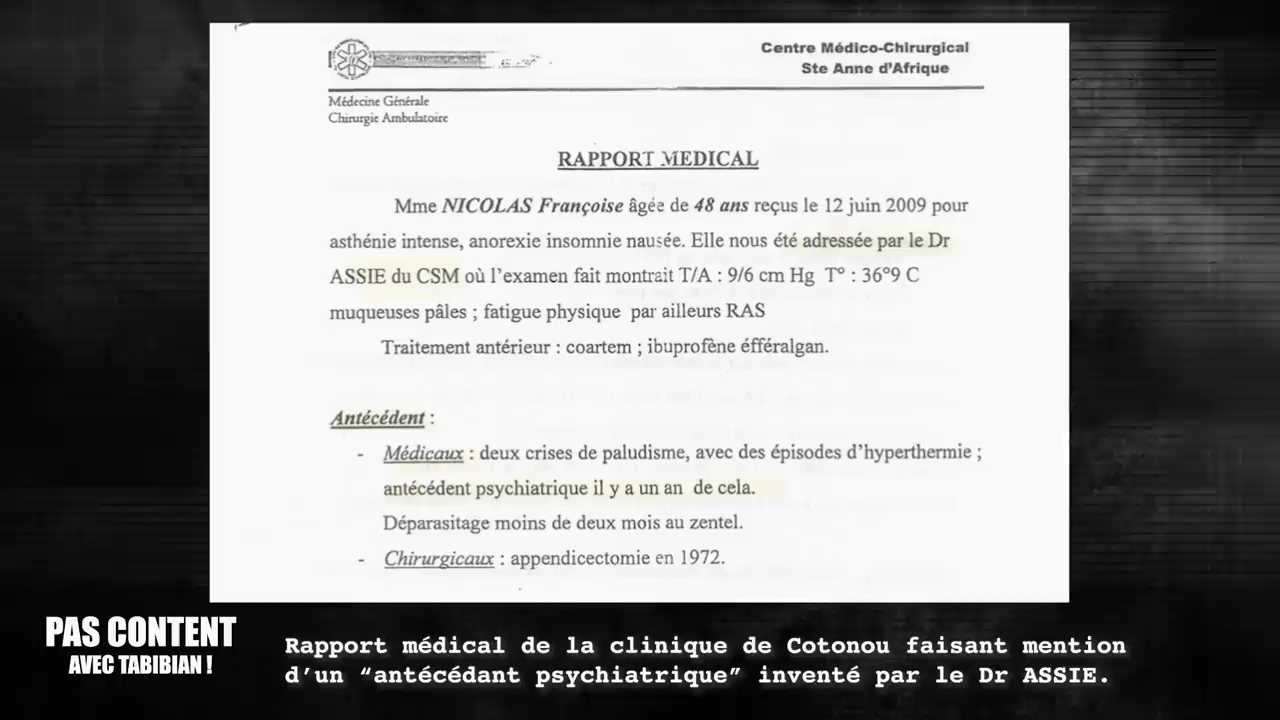 Centre Médico-Chirurgical
Ste Anne d'Afrique
Médecine Générale
Chirurgie Ambulatoire
RAPPORT MEDICAL
Mme NICOLAS Françoise âgée de 48 ans reçus le 12 juin 2009 pour
asthénie intense, anorexie insomnie nausée. Elle nous été adressée par le Dr
ASSIE du CSM où l'examen fait montrait T/A : 9/6 cm Hg T° : 36°9 C
muqueuses pâles ; fatigue physique par ailleurs RAS
Traitement antérieur : coartem ; ibuprofène éfféralgan.
Antécédent :
- Médicaux : deux crises de paludisme, avec des épisodes d'hyperthermie ;
antécédent psychiatrique il y a un an de cela.
Déparasitage moins de deux mois au zentel.
- Chirurgicaux : appendicectomie en 1972.
PAS CONTENT
AVEC TABIBIAN !
Rapport médical de la clinique de Cotonou faisant mention
d'un “antécédant psychiatrique” inventé par le Dr ASSIE.